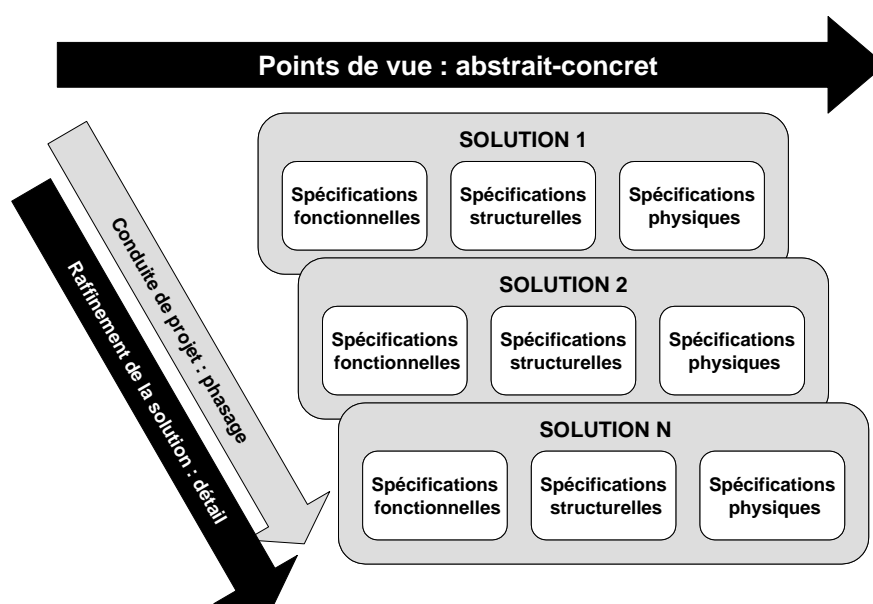 Points de vue : abstrait-concret
SOLUTION 1
Spécifications
fonctionnelles
Spécifications
structurelles
Spécifications
physiques
Conduite de projet : phasage
Raffinement de la solution : détail
SOLUTION 2
Spécifications
fonctionnelles
Spécifications
structurelles
Spécifications
physiques
SOLUTION N
Spécifications
fonctionnelles
Spécifications
structurelles
Spécifications
physiques